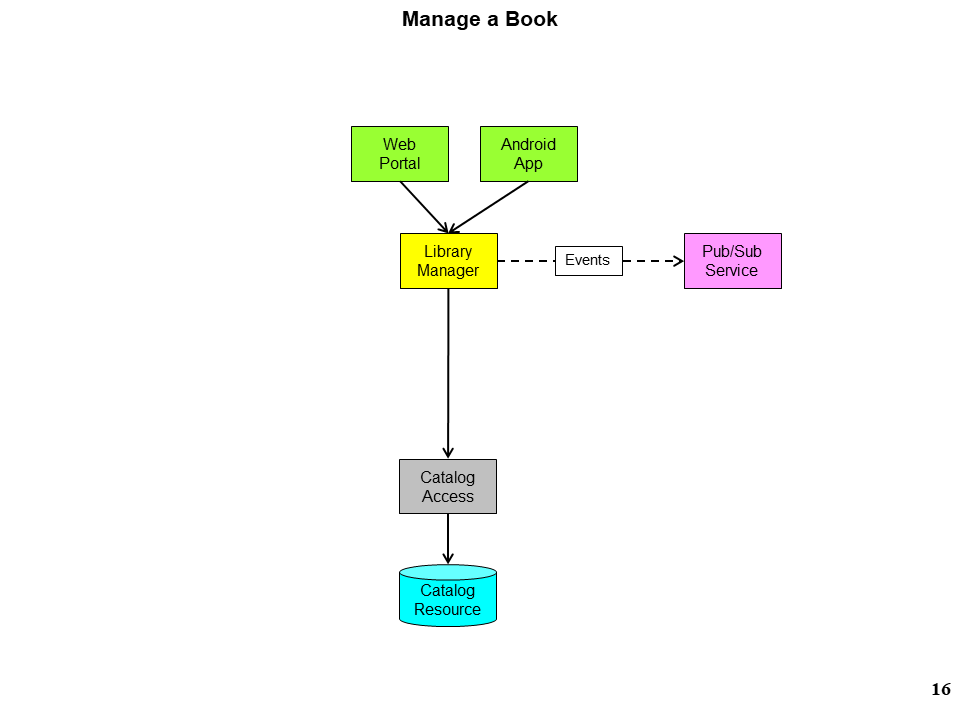 Manage a Book
Web
Portal
Android
App
Library
Manager
Events
Pub/Sub
Service
Catalog
Access
Catalog
Resource
16